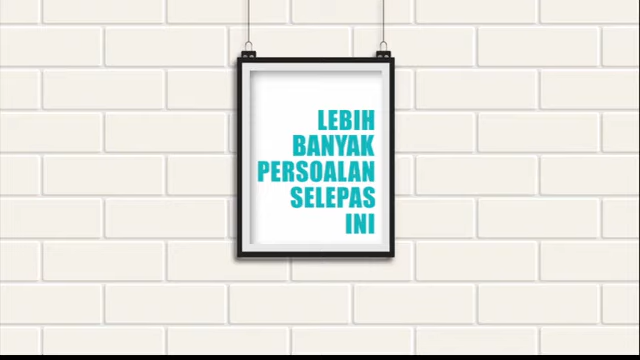 LEBIH
BANYAK
PERSOALAN
SELEPAS
INI